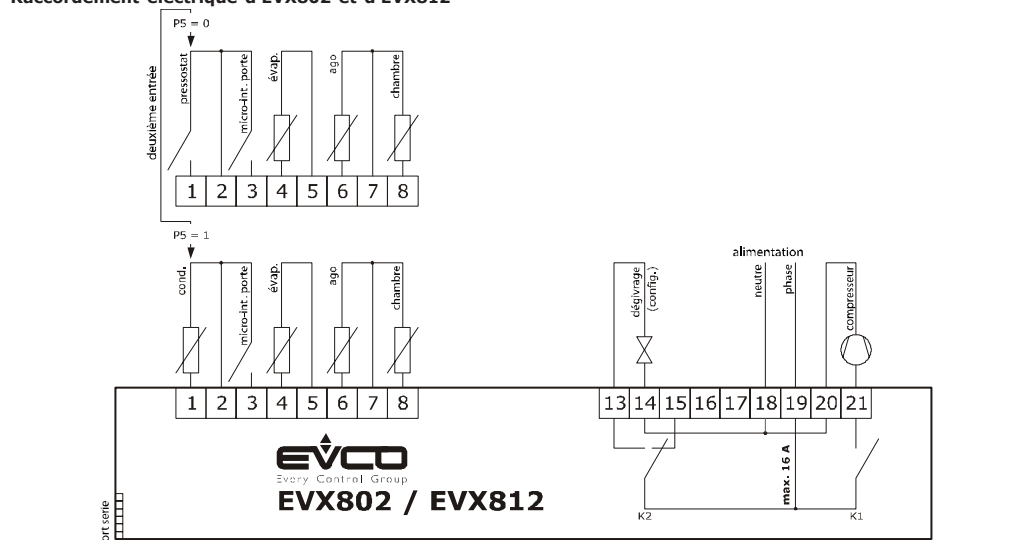 Raccordement électrique d'EVX802 et d'EVX812
P5 = 0
deuxième entrée
pressostat
micro-int. porte
évap.
ago
chambre
1 2 3 4 5 6 7 8
P5 = 1
cond.
micro-int. porte
évap.
ago
chambre
dégivrage
(config.)
alimentation
neutre
phase
compresseur
1 2 3 4 5 6 7 8
13 14 15 16 17 18 19 20 21
EVCO
Every Control Group
EVX802 / EVX812
max. 16 A
K2
K1
ort serie